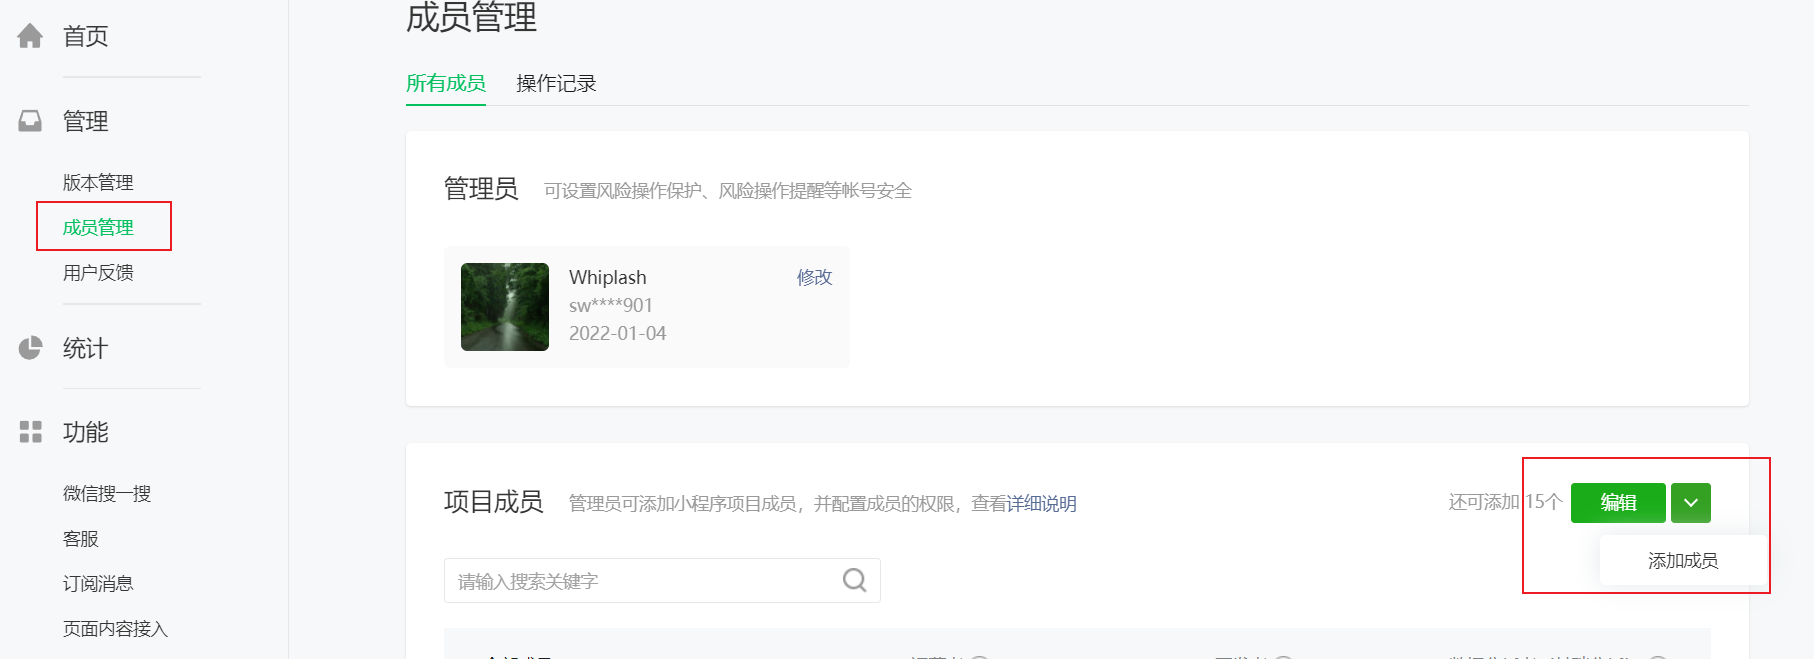 首页
管理
版本管理
成员管理
用户反馈
统计
功能
微信搜一搜
客服
订阅消息
页面内容接入
成员管理
所有成员 操作记录
管理员 可设置风险操作保护、风险操作提醒等帐号安全
Whiplash 修改
sw****901
2022-01-04
项目成员 管理员可添加小程序项目成员，并配置成员的权限，查看详细说明 还可添加15个 编辑
添加成员
请输入搜索关键字